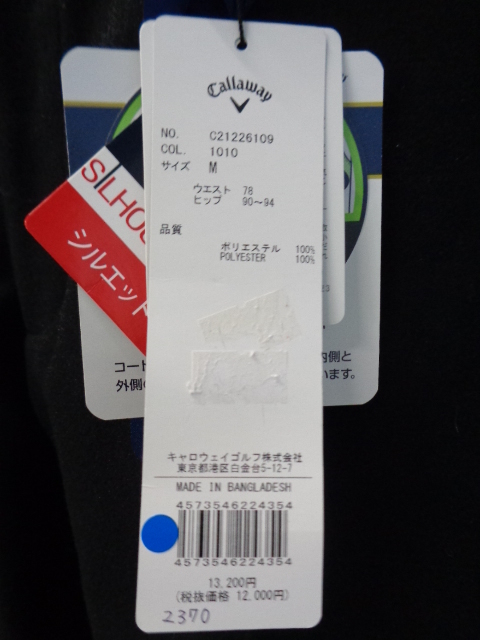 Callaway
NO. C21226109
COL. 1010
サイズ M
ウエスト 78
ヒップ 90～94
品質
ポリエステル 100%
POLYESTER 100%
キャロウェイゴルフ株式会社
東京都港区白金台5-12-7
MADE IN BANGLADESH
4573546224354
4573546224354
13,200円
(税抜価格 12,000円)
2370
SILHOU
シルエット
コート
内側と
外側の
います。